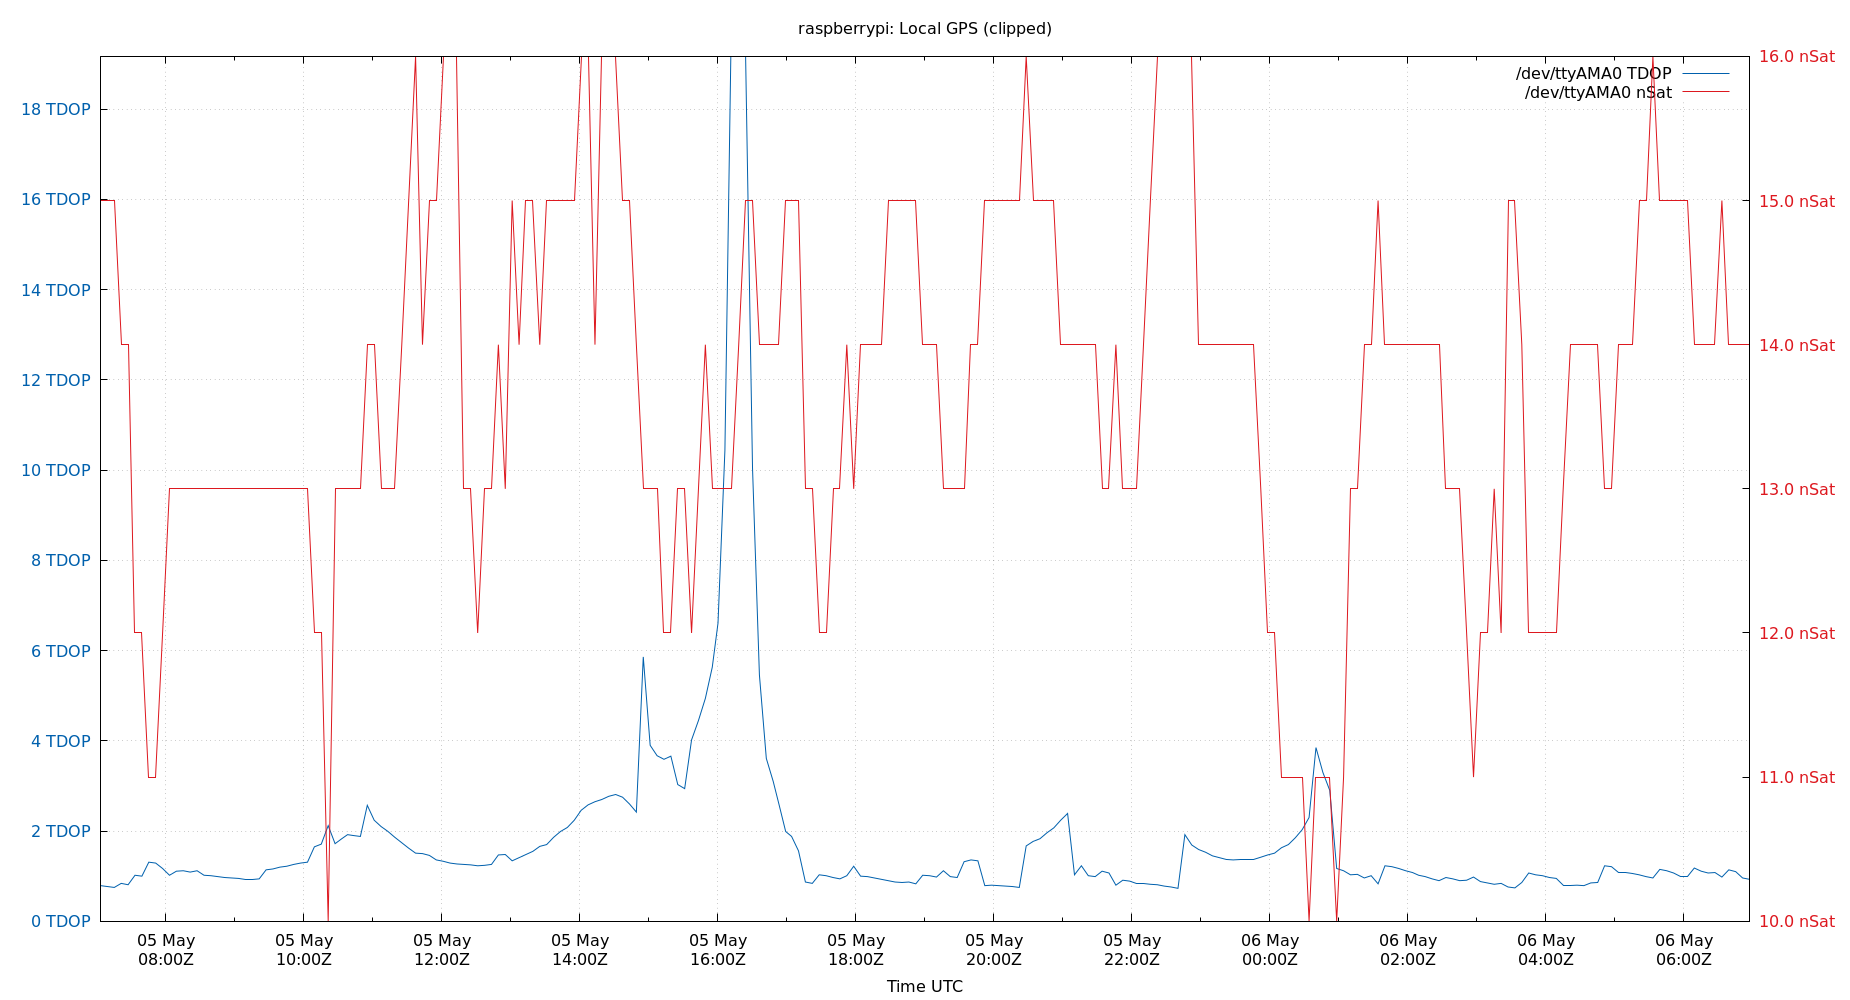 raspberrypi: Local GPS (clipped)
/dev/ttyAMA0 TDOP
/dev/ttyAMA0 nSat
18 TDOP
16 TDOP
14 TDOP
12 TDOP
10 TDOP
8 TDOP
6 TDOP
4 TDOP
2 TDOP
0 TDOP
16.0 nSat
15.0 nSat
14.0 nSat
13.0 nSat
12.0 nSat
11.0 nSat
10.0 nSat
05 May
08:00Z
05 May
10:00Z
05 May
12:00Z
05 May
14:00Z
05 May
16:00Z
05 May
18:00Z
05 May
20:00Z
05 May
22:00Z
06 May
00:00Z
06 May
02:00Z
06 May
04:00Z
06 May
06:00Z
Time UTC